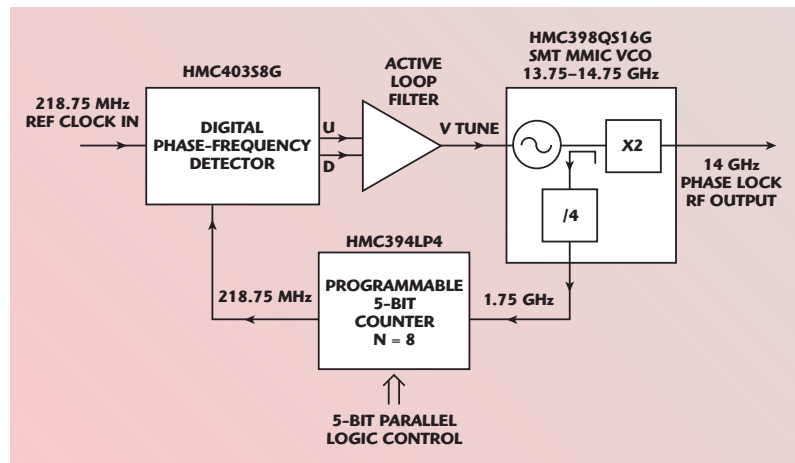 HMC403S8G
218.75 MHz
REF CLOCK IN
DIGITAL
PHASE-FREQUENCY
DETECTOR
U
D
ACTIVE
LOOP
FILTER
V TUNE
HMC398QS16G
SMT MMIC VCO
13.75–14.75 GHz
X2
/4
14 GHz
PHASE LOCK
RF OUTPUT
HMC394LP4
218.75 MHz
PROGRAMMABLE
5-BIT
COUNTER
N = 8
1.75 GHz
5-BIT PARALLEL
LOGIC CONTROL